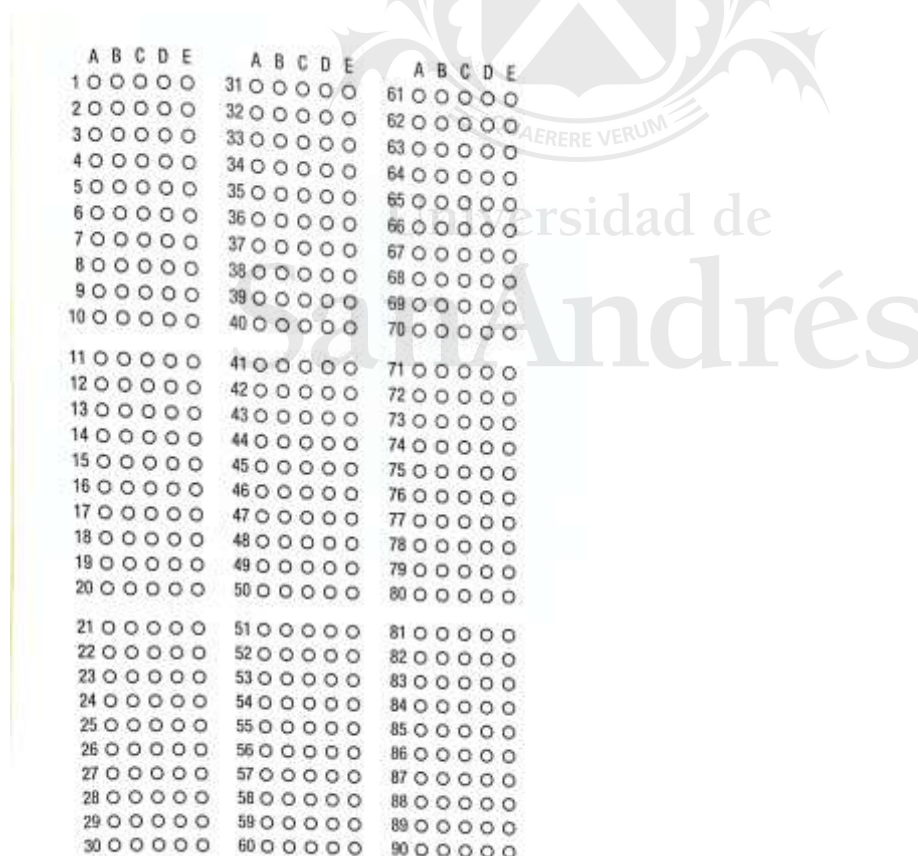 A B C D E
1 O O O O O
2 O O O O O
3 O O O O O
4 O O O O O
5 O O O O O
6 O O O O O
7 O O O O O
8 O O O O O
9 O O O O O
10 O O O O O
11 O O O O O
12 O O O O O
13 O O O O O
14 O O O O O
15 O O O O O
16 O O O O O
17 O O O O O
18 O O O O O
19 O O O O O
20 O O O O O
21 O O O O O
22 O O O O O
23 O O O O O
24 O O O O O
25 O O O O O
26 O O O O O
27 O O O O O
28 O O O O O
29 O O O O O
30 O O O O O
A B C D E
31 O O O O O
32 O O O O O
33 O O O O O
34 O O O O O
35 O O O O O
36 O O O O O
37 O O O O O
38 O O O O O
39 O O O O O
40 O O O O O
41 O O O O O
42 O O O O O
43 O O O O O
44 O O O O O
45 O O O O O
46 O O O O O
47 O O O O O
48 O O O O O
49 O O O O O
50 O O O O O
51 O O O O O
52 O O O O O
53 O O O O O
54 O O O O O
55 O O O O O
56 O O O O O
57 O O O O O
58 O O O O O
59 O O O O O
60 O O O O O
A B C D E
61 O O O O O
62 O O O O O
63 O O O O O
64 O O O O O
65 O O O O O
66 O O O O O
67 O O O O O
68 O O O O O
69 O O O O O
70 O O O O O
71 O O O O O
72 O O O O O
73 O O O O O
74 O O O O O
75 O O O O O
76 O O O O O
77 O O O O O
78 O O O O O
79 O O O O O
80 O O O O O
81 O O O O O
82 O O O O O
83 O O O O O
84 O O O O O
85 O O O O O
86 O O O O O
87 O O O O O
88 O O O O O
89 O O O O O
90 O O O O O
QUAERERE VERUM
Universidad de
SanAndrés